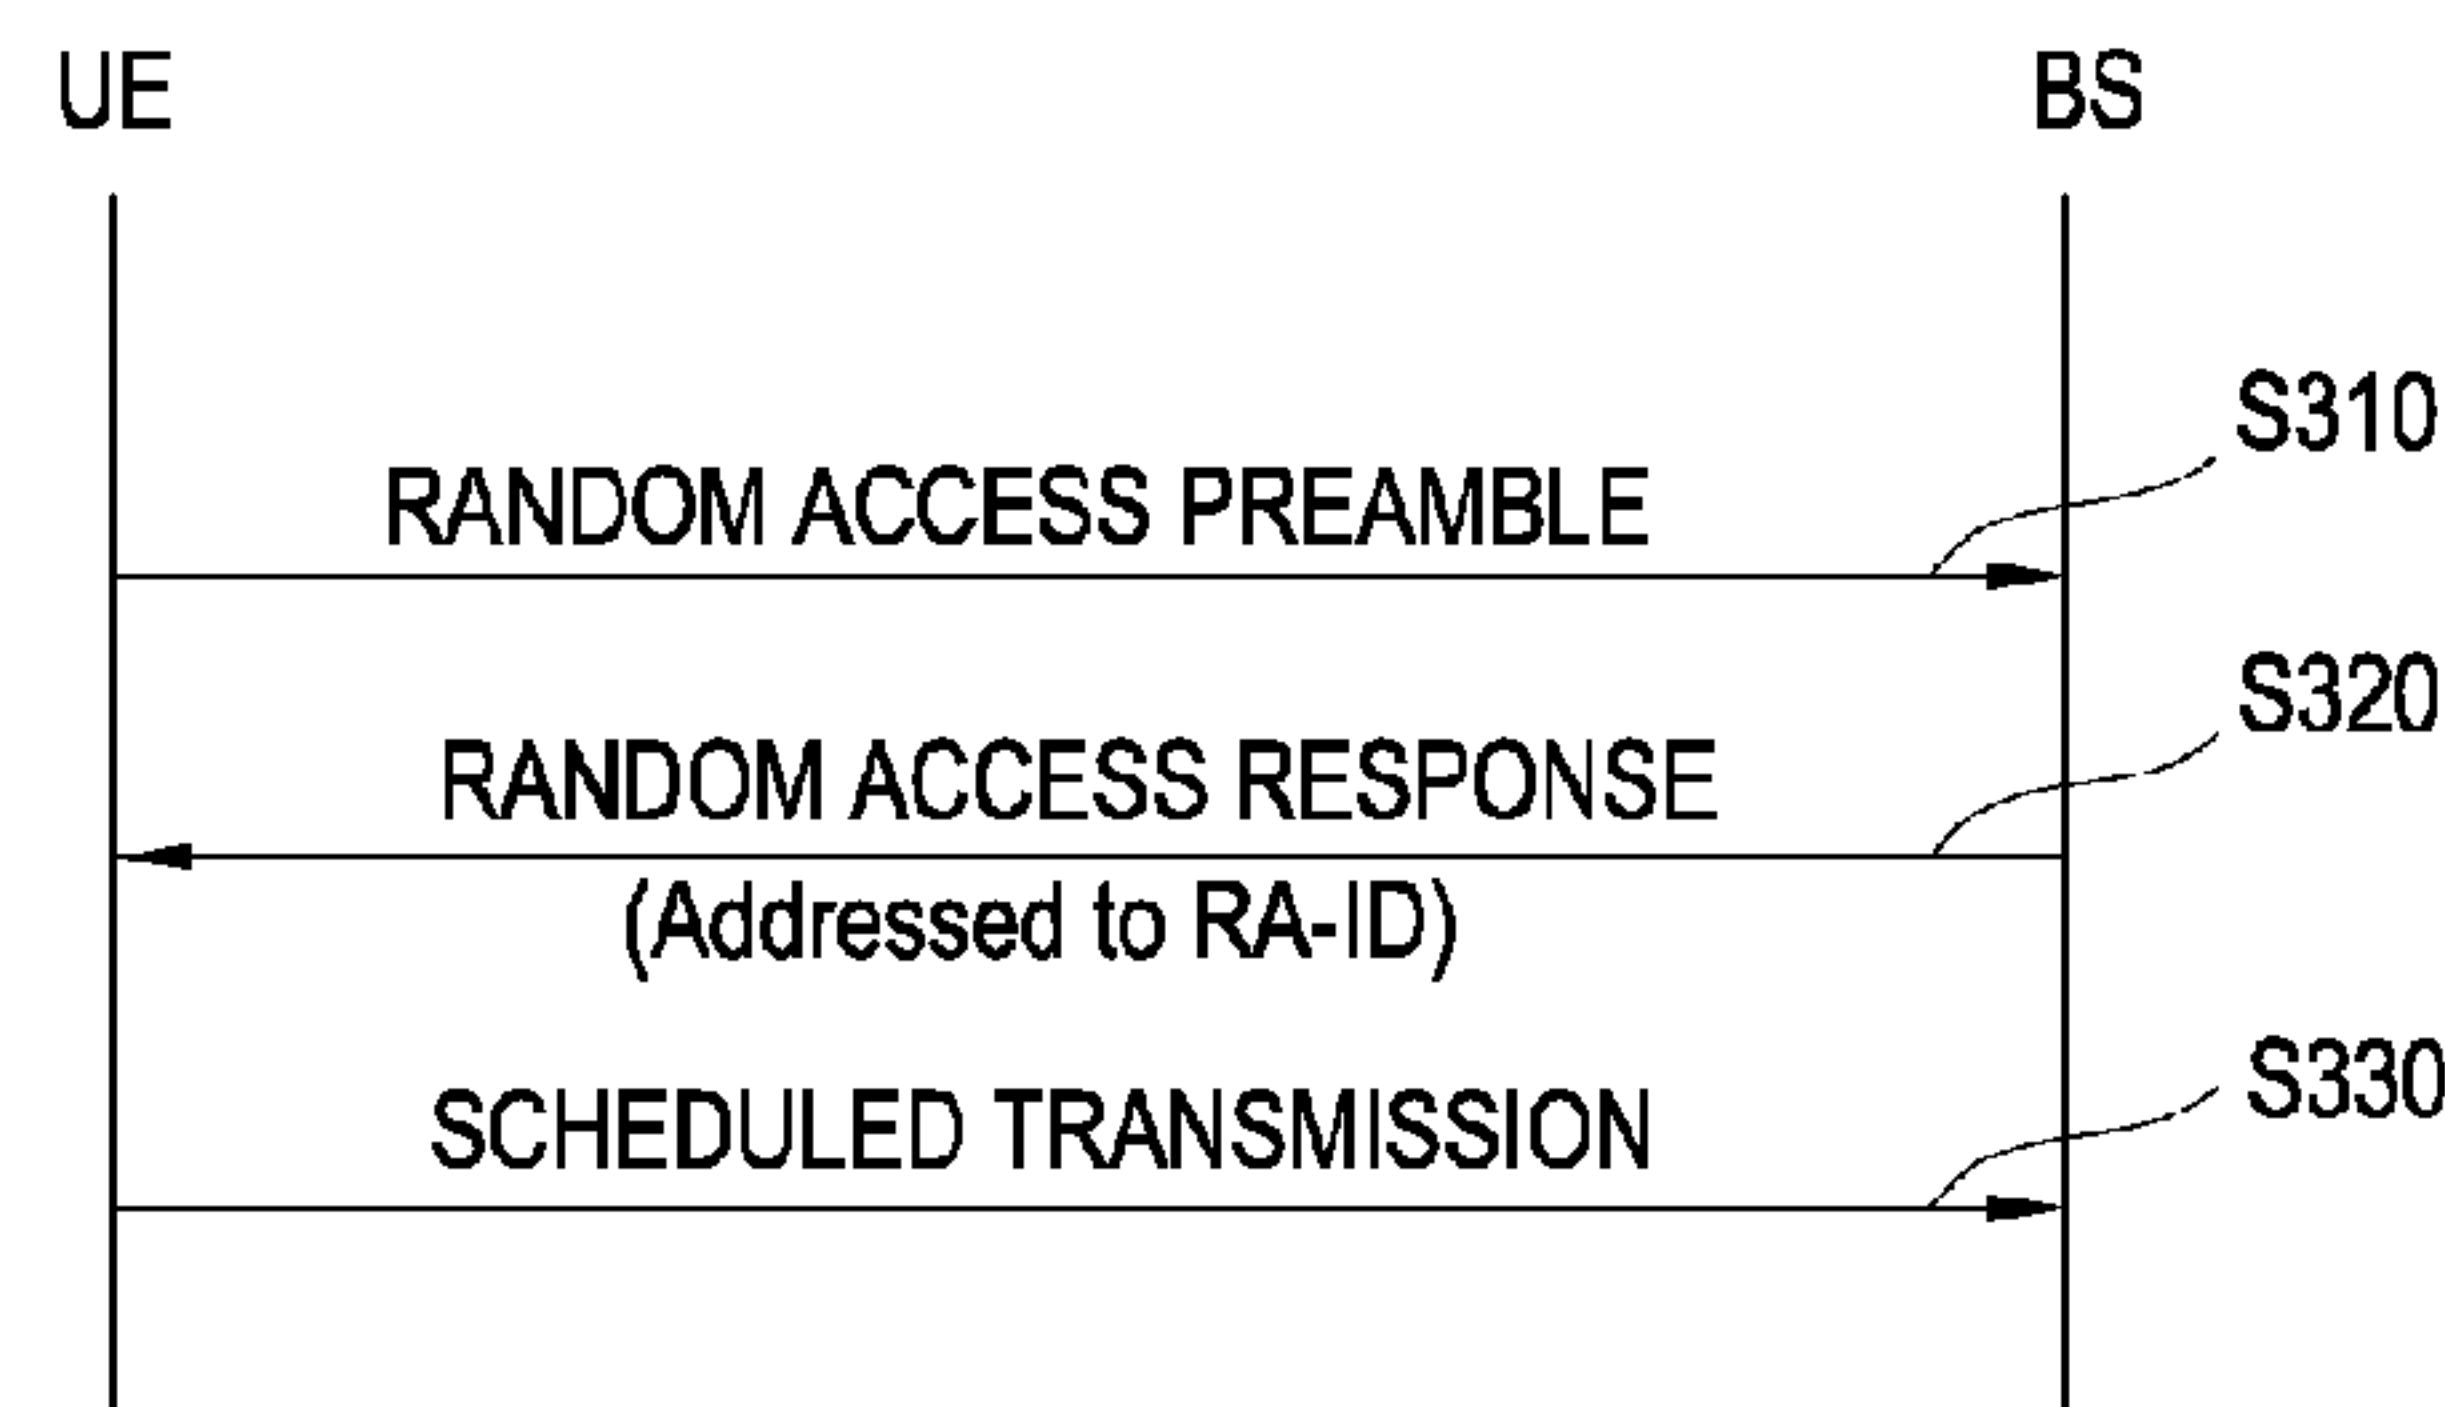 UE
BS
S310
RANDOM ACCESS PREAMBLE
S320
RANDOM ACCESS RESPONSE
(Addressed to RA-ID)
S330
SCHEDULED TRANSMISSION